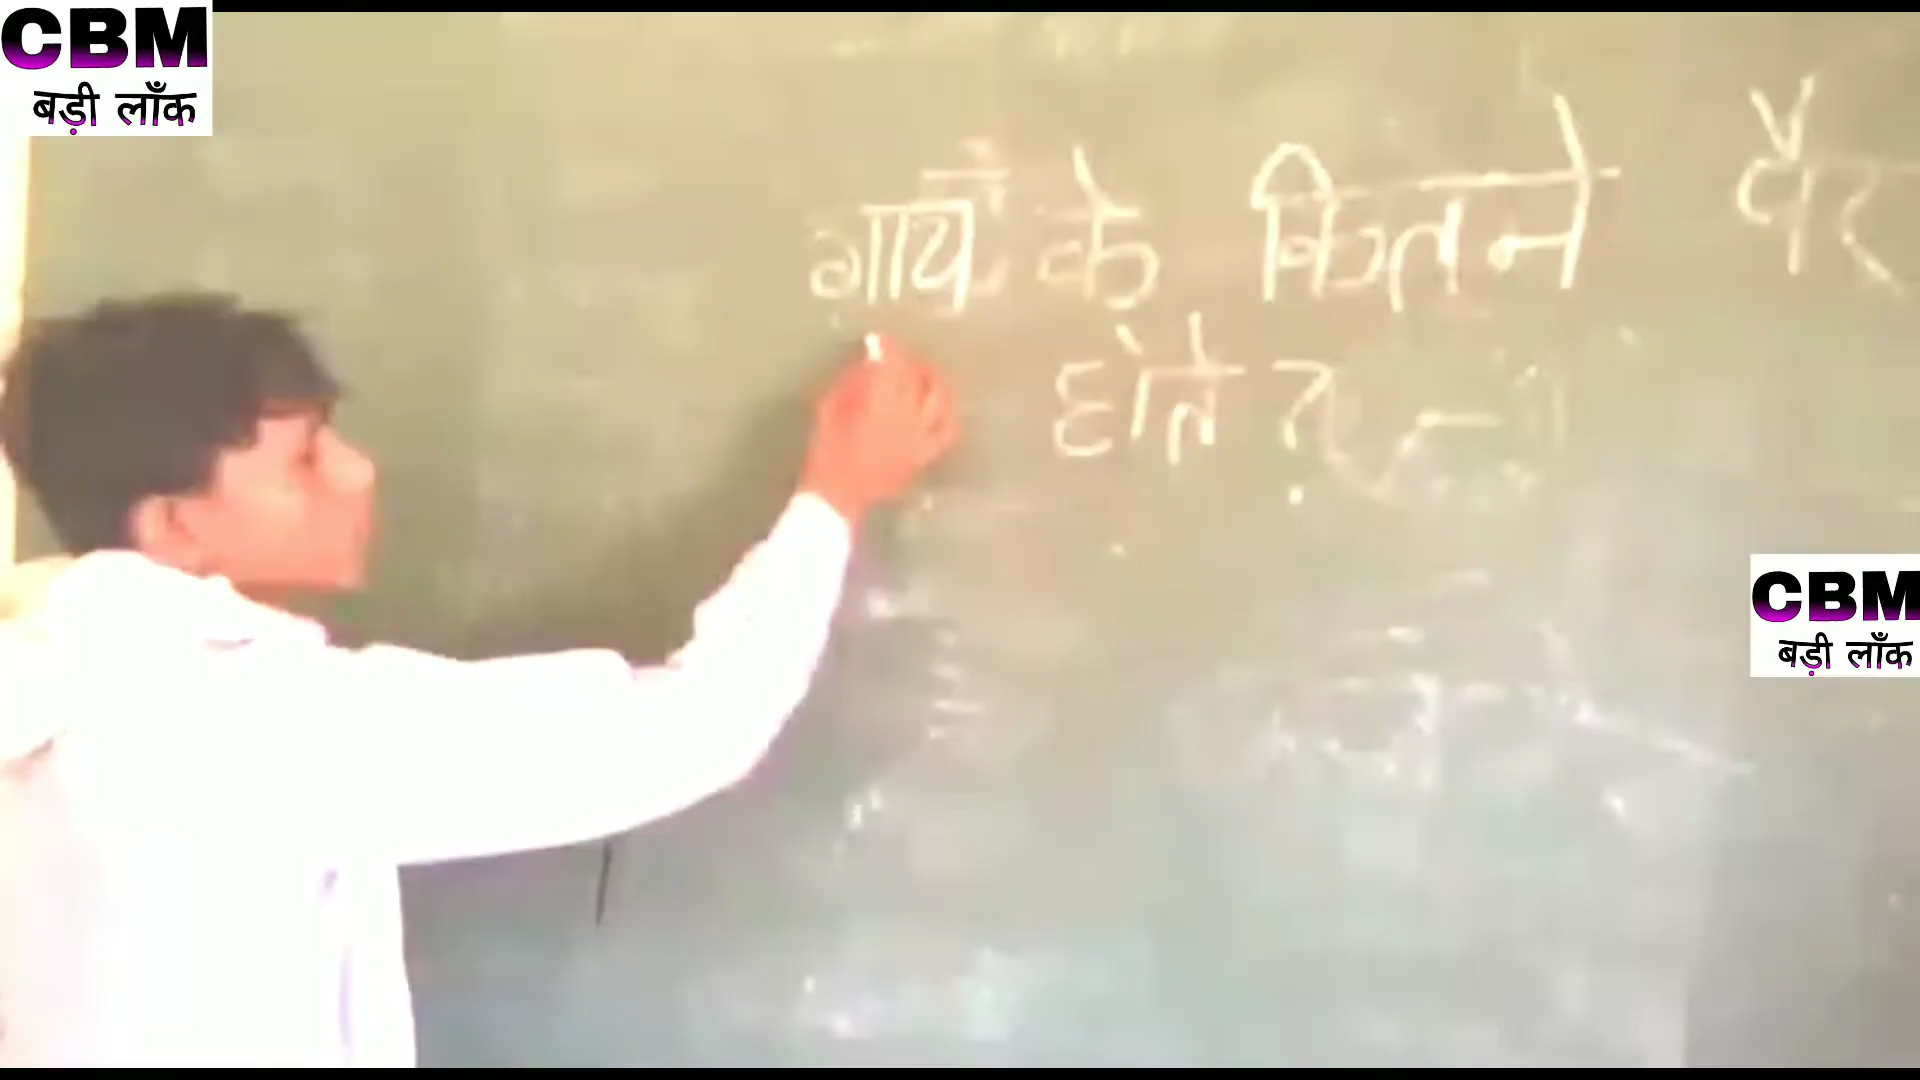 CBM
बड़ी लाँक
गाय के कितने पैर
होते
CBM
बड़ी लाँक